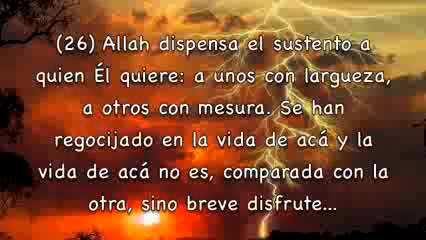 (26) Allah dispensa el sustento a
quien Él quiere: a unos con largueza,
a otros con mesura. Se han
regocijado en la vida de acá y la
vida de acá no es, comparada con la
otra, sino breve disfrute...